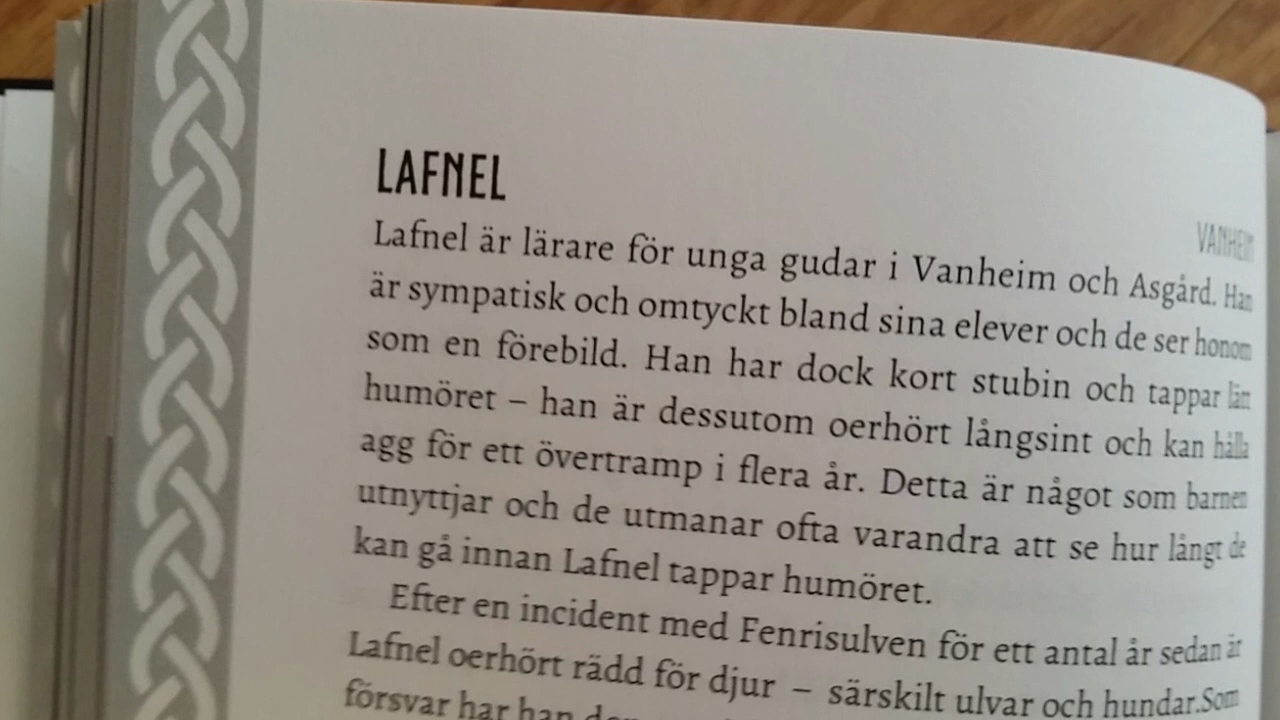 LAFNEL
VANHEIM
Lafnel är lärare för unga gudar i Vanheim och Asgård. Han
är sympatisk och omtyckt bland sina elever och de ser honom
som en förebild. Han har dock kort stubin och tappar lätt
humöret – han är dessutom oerhört långsint och kan hålla
agg för ett övertramp i flera år. Detta är något som barnen
utnyttjar och de utmanar ofta varandra att se hur långt de
kan gå innan Lafnel tappar humöret.
Efter en incident med Fenrisulven för ett antal år sedan är
Lafnel oerhört rädd för djur – särskilt ulvar och hundar.Som
försvar har han